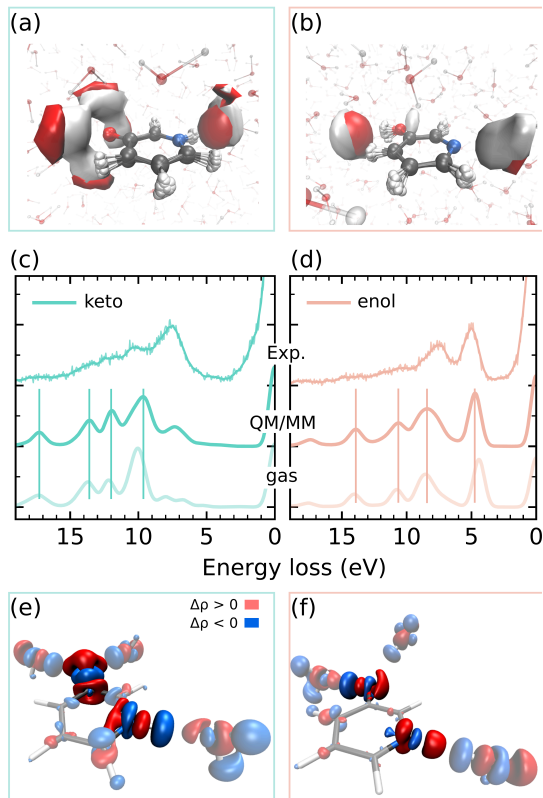 (a)
(b)
(c)
(d)
keto
enol
Exp.
QM/MM
gas
15
10
5
0
15
10
5
0
Energy loss (eV)
(e)
Δρ > 0
Δρ < 0
(f)